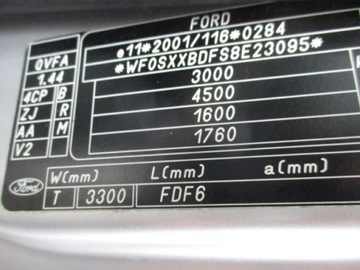 FORD
e11*2001/116*0284
*WF0SXXBDFS8E23095*
3000
4500
1600
1760
QVFA
1.44
4CP B
ZJ R
AA M
V2
W(mm) L(mm) a(mm)
Ford T 3300 FDF6